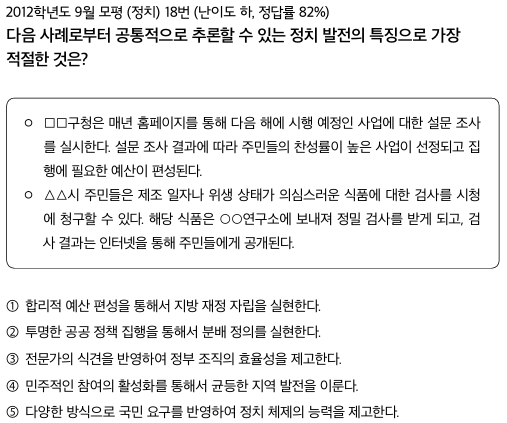 2012학년도 9월 모평 (정치) 18번 (난이도 하, 정답률 82%)
다음 사례로부터 공통적으로 추론할 수 있는 정치 발전의 특징으로 가장
적절한 것은?
○ □□구청은 매년 홈페이지를 통해 다음 해에 시행 예정인 사업에 대한 설문 조사
를 실시한다. 설문 조사 결과에 따라 주민들의 찬성률이 높은 사업이 선정되고 집
행에 필요한 예산이 편성된다.
○ △△시 주민들은 제조 일자나 위생 상태가 의심스러운 식품에 대한 검사를 시청
에 청구할 수 있다. 해당 식품은 ○○연구소에 보내져 정밀 검사를 받게 되고, 검
사 결과는 인터넷을 통해 주민들에게 공개된다.
① 합리적 예산 편성을 통해서 지방 재정 자립을 실현한다.
② 투명한 공공 정책 집행을 통해서 분배 정의를 실현한다.
③ 전문가의 식견을 반영하여 정부 조직의 효율성을 제고한다.
④ 민주적인 참여의 활성화를 통해서 균등한 지역 발전을 이룬다.
⑤ 다양한 방식으로 국민 요구를 반영하여 정치 체제의 능력을 제고한다.